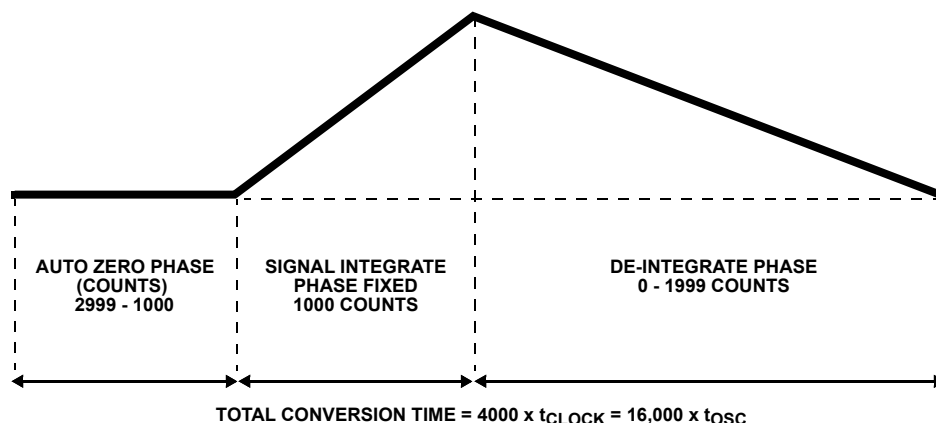 AUTO ZERO PHASE
(COUNTS)
2999 - 1000
SIGNAL INTEGRATE
PHASE FIXED
1000 COUNTS
DE-INTEGRATE PHASE
0 - 1999 COUNTS
TOTAL CONVERSION TIME = 4000 x tCLOCK = 16,000 x tOSC